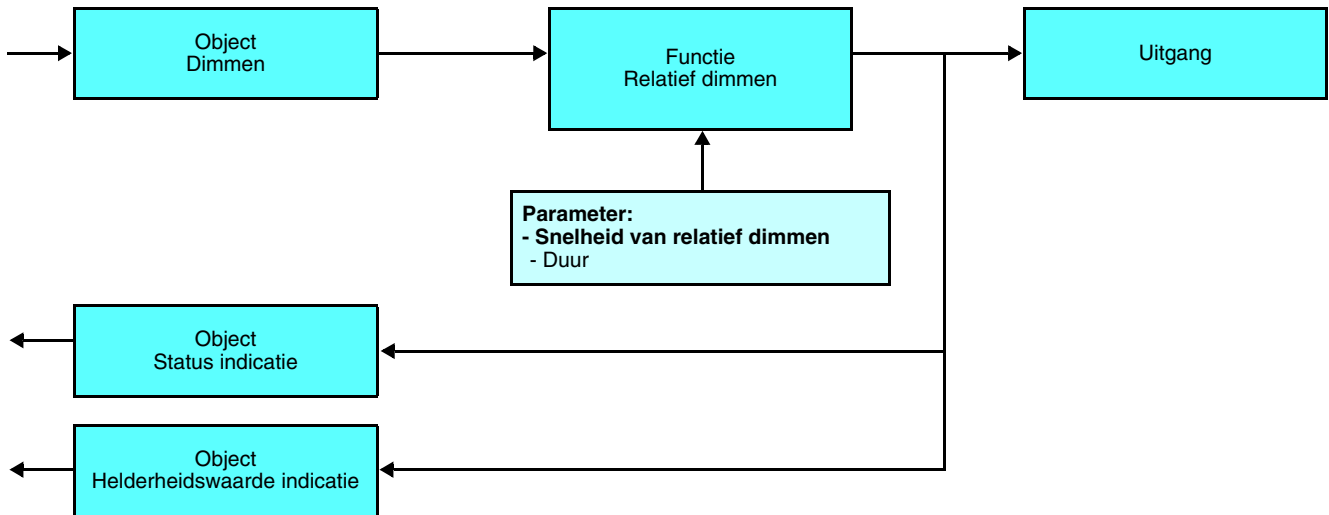 Object
Dimmen
Functie
Relatief dimmen
Uitgang
Parameter:
- Snelheid van relatief dimmen
- Duur
Object
Status indicatie
Object
Helderheidswaarde indicatie